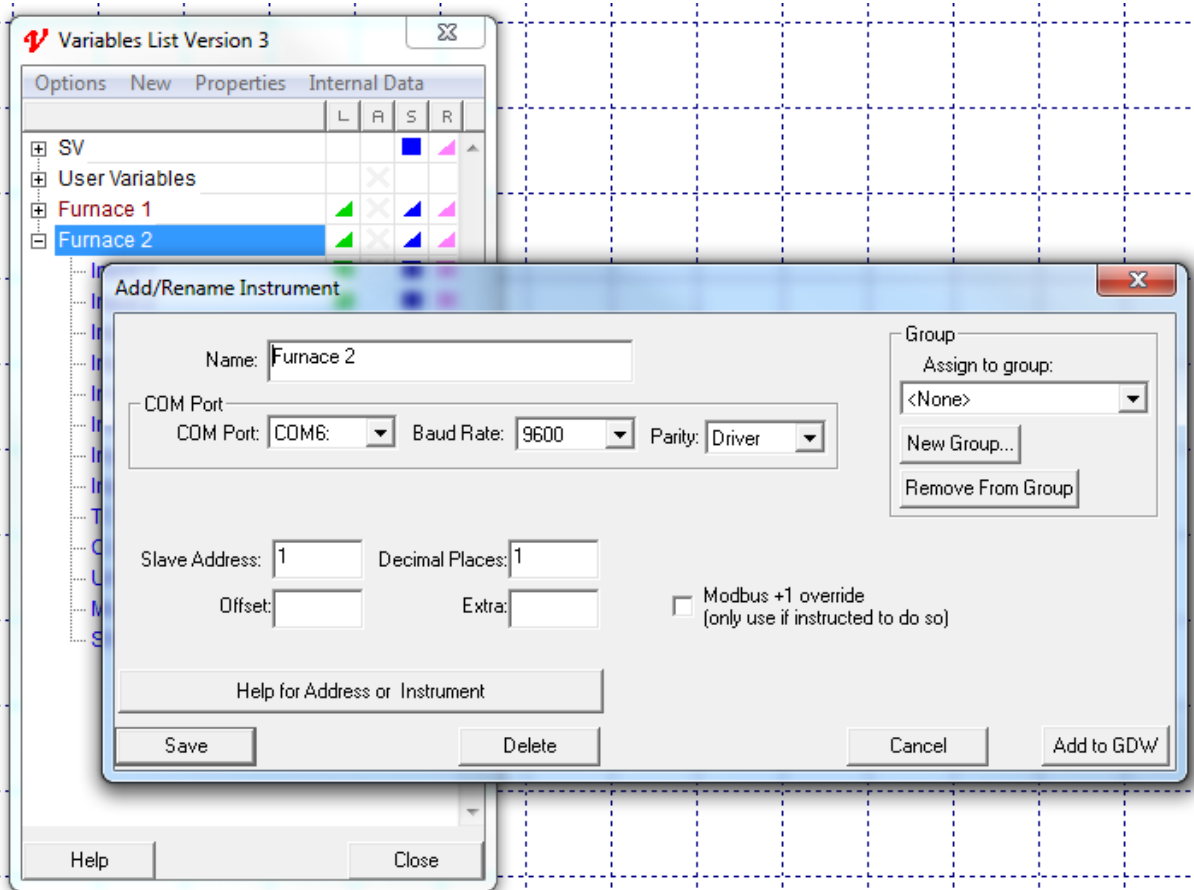 Variables List Version 3
Options New Properties Internal Data
L A S R
SV
User Variables
Furnace 1
Furnace 2
Add/Rename Instrument
Name: Furnace 2
Group
Assign to group:
<None>
New Group...
Remove From Group
COM Port
COM Port: COM6: Baud Rate: 9600 Parity: Driver
Slave Address: 1 Decimal Places: 1
Offset: Extra:
Modbus +1 override
(only use if instructed to do so)
Help for Address or Instrument
Save Delete Cancel Add to GDW
Help Close